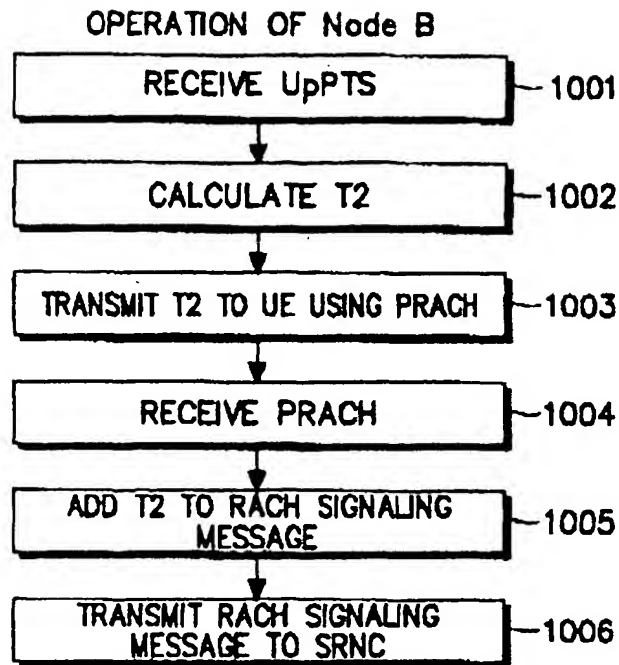 OPERATION OF Node B
RECEIVE UpPTS
1001
CALCULATE T2
1002
TRANSMIT T2 TO UE USING PRACH
1003
RECEIVE PRACH
1004
ADD T2 TO RACH SIGNALING
MESSAGE
1005
TRANSMIT RACH SIGNALING
MESSAGE TO SRNC
1006